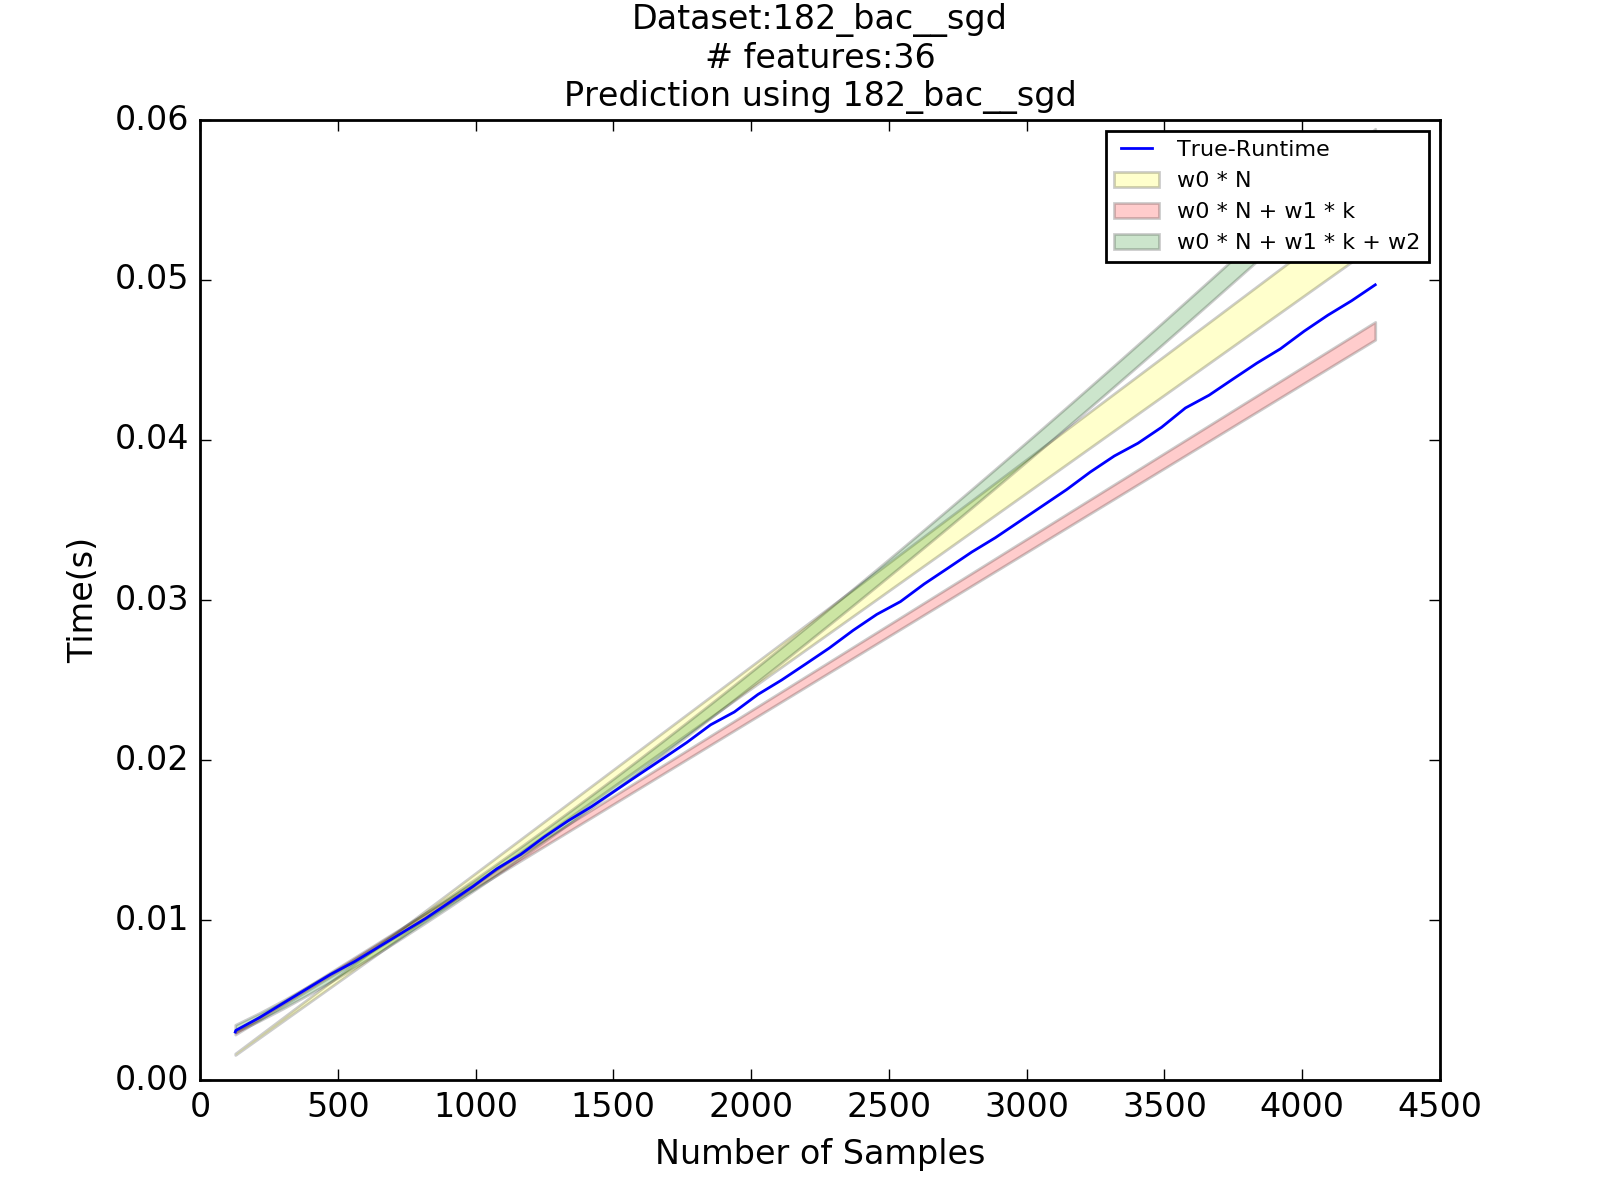 Dataset:182_bac__sgd
# features:36
Prediction using 182_bac__sgd
0.06
0.05
0.04
0.03
0.02
0.01
0.00
Time(s)
True-Runtime
w0 * N
w0 * N + w1 * k
w0 * N + w1 * k + w2
0 500 1000 1500 2000 2500 3000 3500 4000 4500
Number of Samples